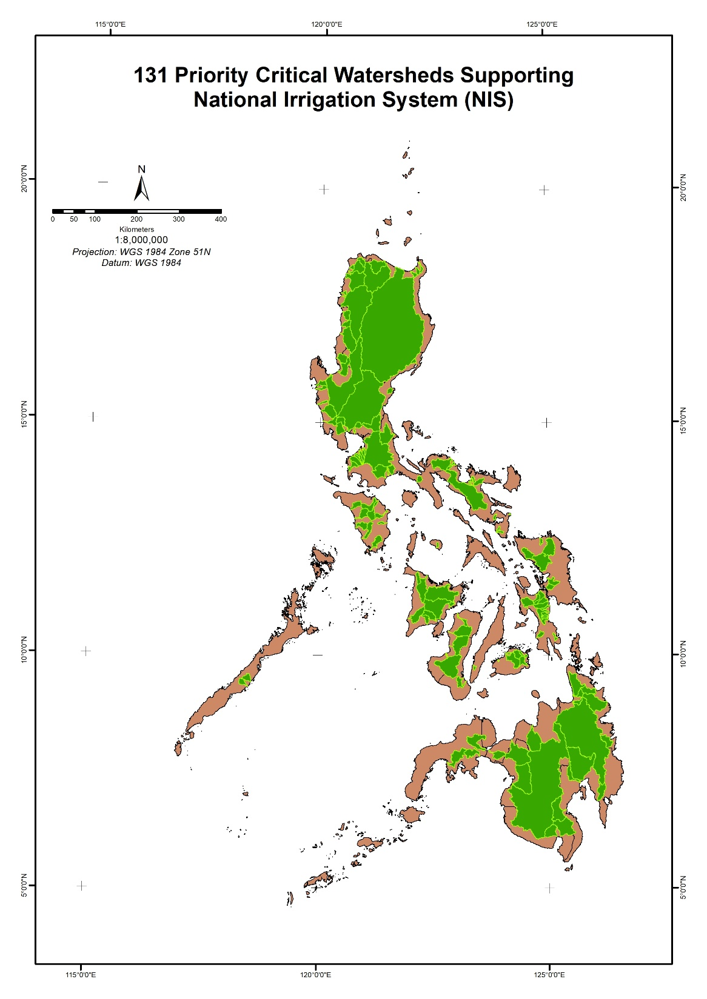 115°0'0"E 120°0'0"E 125°0'0"E
131 Priority Critical Watersheds Supporting
National Irrigation System (NIS)
N
20°0'0"N 20°0'0"N
0 50 100 200 300 400
Kilometers
1:8,000,000
Projection: WGS 1984 Zone 51N
Datum: WGS 1984
15°0'0"N 15°0'0"N
10°0'0"N 10°0'0"N
5°0'0"N 5°0'0"N
115°0'0"E 120°0'0"E 125°0'0"E